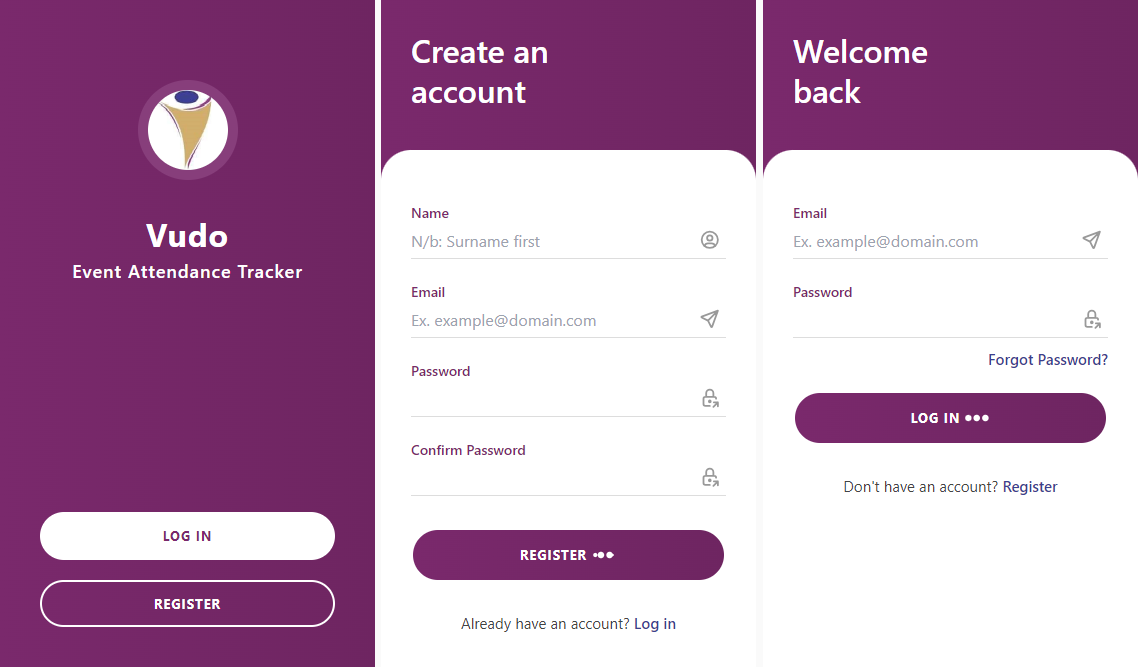 Vudo
Event Attendance Tracker
LOG IN
REGISTER
Create an
account
Name
N/b: Surname first
Email
Ex. example@domain.com
Password
Confirm Password
REGISTER
Already have an account? Log in
Welcome
back
Email
Ex. example@domain.com
Password
Forgot Password?
LOG IN
Don't have an account? Register